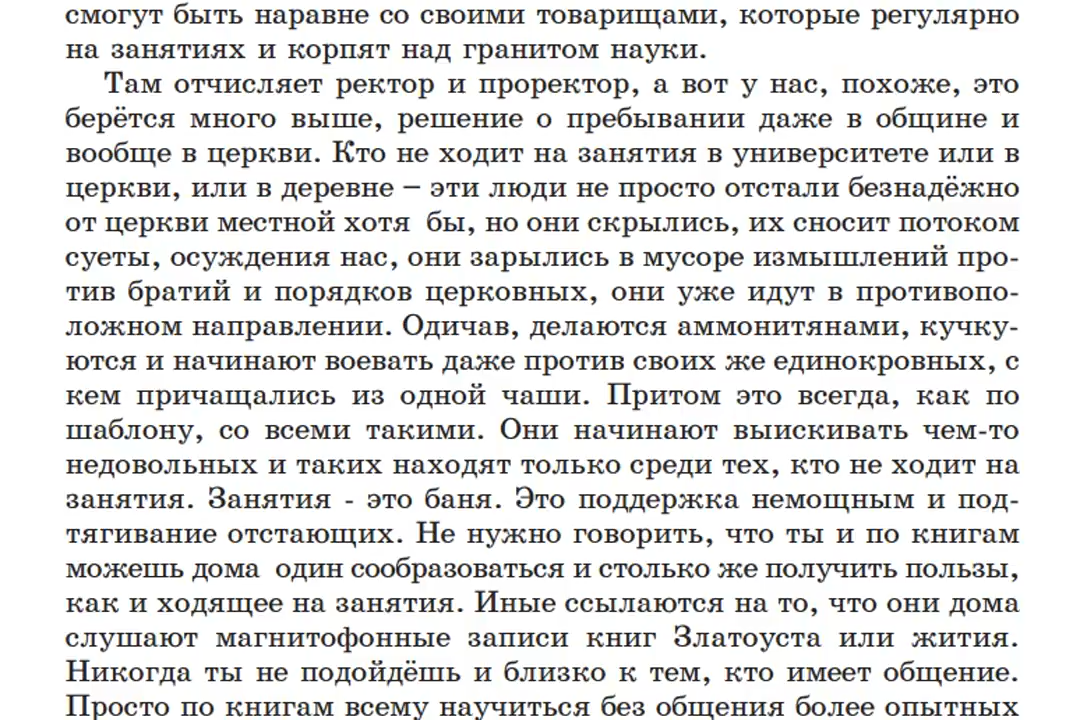 смогут быть наравне со своими товарищами, которые регулярно
на занятиях и корпят над гранитом науки.
Там отчисляет ректор и проректор, а вот у нас, похоже, это
берётся много выше, решение о пребывании даже в общине и
вообще в церкви. Кто не ходит на занятия в университете или в
церкви, или в деревне – эти люди не просто отстали безнадёжно
от церкви местной хотя  бы, но они скрылись, их сносит потоком
суеты, осуждения нас, они зарылись в мусоре измышлений про-
тив братий и порядков церковных, они уже идут в противопо-
ложном направлении. Одичав, делаются аммонитянами, кучку-
ются и начинают воевать даже против своих же единокровных, с
кем причащались из одной чаши. Притом это всегда, как по
шаблону, со всеми такими. Они начинают выискивать чем-то
недовольных и таких находят только среди тех, кто не ходит на
занятия. Занятия - это баня. Это поддержка немощным и под-
тягивание отстающих. Не нужно говорить, что ты и по книгам
можешь дома  один сообразоваться и столько же получить пользы,
как и ходящее на занятия. Иные ссылаются на то, что они дома
слушают магнитофонные записи книг Златоуста или жития.
Никогда ты не подойдёшь и близко к тем, кто имеет общение.
Просто по книгам всему научиться без общения более опытных